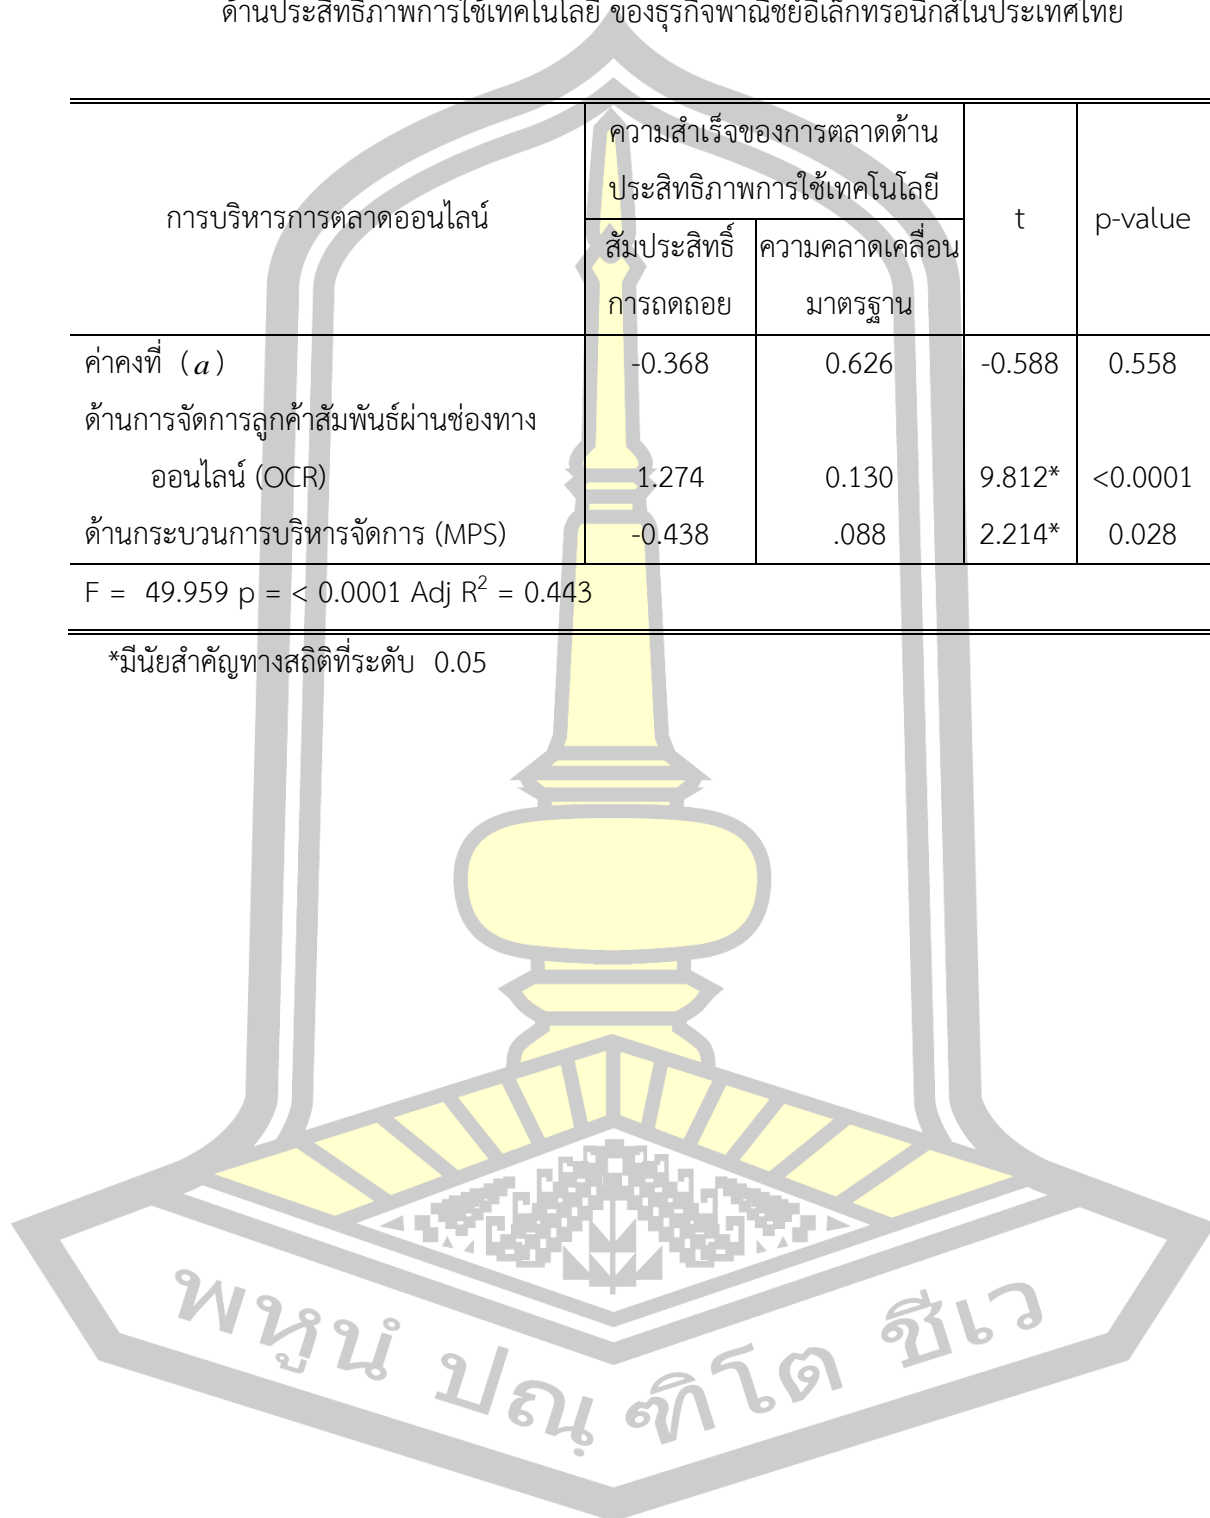 ด้านประสิทธิภาพการใช้เทคโนโลยี ของธุรกิจพาณิชย์อิเล็กทรอนิกส์ในประเทศไทย
การบริหารการตลาดออนไลน์
ความสำเร็จของการตลาดด้าน
ประสิทธิภาพการใช้เทคโนโลยี
t
p-value
สัมประสิทธิ์
การถดถอย
ความคลาดเคลื่อน
มาตรฐาน
ค่าคงที่ (a) -0.368 0.626 -0.588 0.558
ด้านการจัดการลูกค้าสัมพันธ์ผ่านช่องทาง
ออนไลน์ (OCR) 1.274 0.130 9.812* <0.0001
ด้านกระบวนการบริหารจัดการ (MPS) -0.438 .088 2.214* 0.028
F = 49.959 p = < 0.0001 Adj R² = 0.443
*มีนัยสำคัญทางสถิติที่ระดับ 0.05
พหูนํ ปณฺฑิโต ชีเว